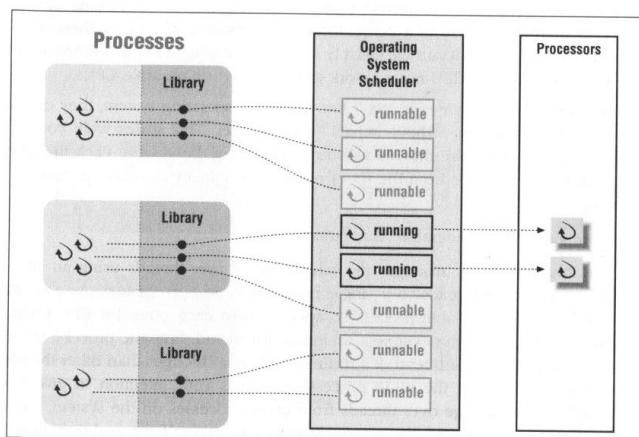 Processes
Library
Library
Library
Operating
System
Scheduler
runnable
runnable
runnable
running
running
runnable
runnable
runnable
Processors